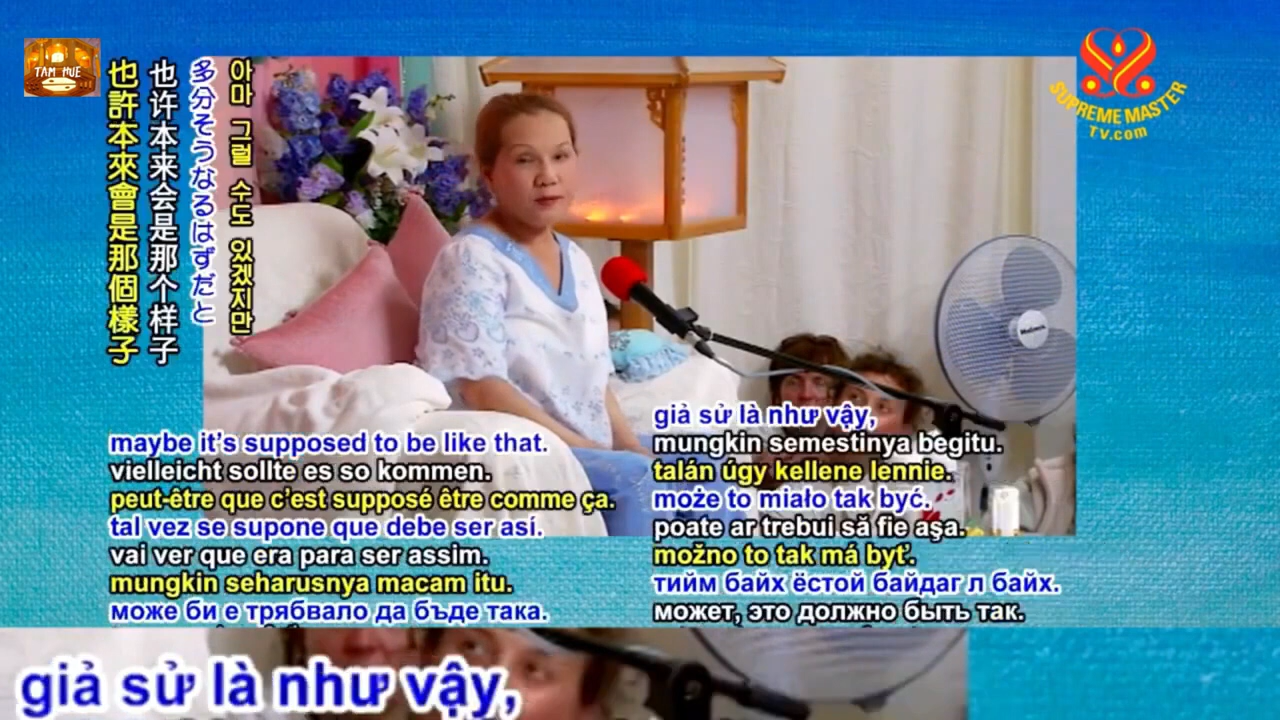 TAM HUE
也許本來會是那個樣子
也许本来会是那个样子
多分そうなるはずだと
아마 그럴 수도 있겠지만
SUPREME MASTER
TV.com
maybe it's supposed to be like that.
vielleicht sollte es so kommen.
peut-être que c'est supposé être comme ça.
tal vez se supone que debe ser así.
vai ver que era para ser assim.
mungkin seharusnya macam itu.
може би е трябвало да бъде така.
giả sử là như vậy,
mungkin semestinya begitu.
talán úgy kellene lennie.
może to miało tak być.
poate ar trebui să fie aşa.
možno to tak má byť.
тийм байх ёстой байдаг л байх.
может, это должно быть так.
giả sử là như vậy,